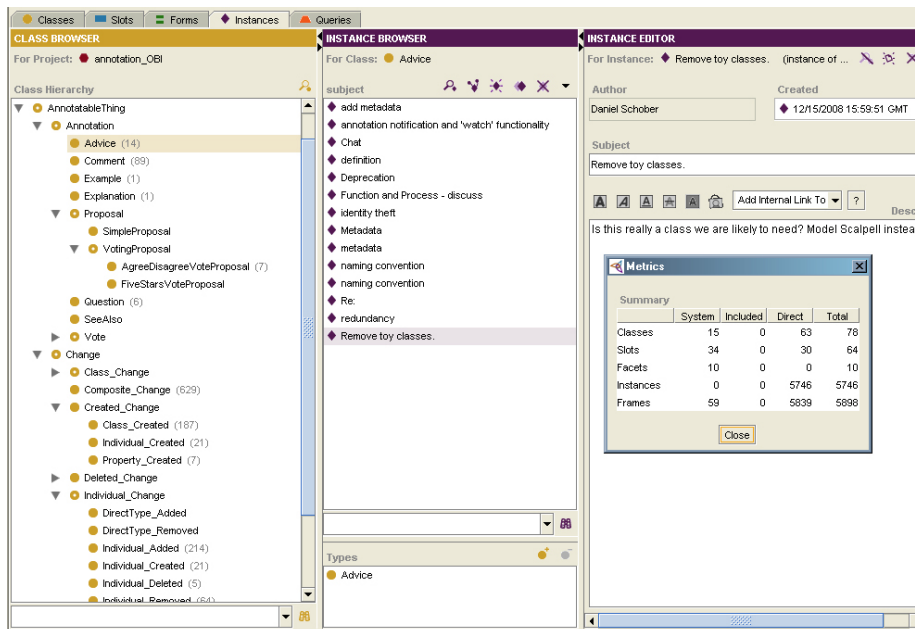 Classes Slots Forms Instances Queries
CLASS BROWSER
For Project: annotation_OBI
Class Hierarchy
AnnotatableThing
Annotation
Advice (14)
Comment (89)
Example (1)
Explanation (1)
Proposal
SimpleProposal
VotingProposal
AgreeDisagreeVoteProposal (7)
FiveStarsVoteProposal
Question (6)
SeeAlso
Vote
Change
Class_Change
Composite_Change (629)
Created_Change
Class_Created (187)
Individual_Created (21)
Property_Created (7)
Deleted_Change
Individual_Change
DirectType_Added
DirectType_Removed
Individual_Added (214)
Individual_Created (21)
Individual_Deleted (5)
Individual_Removed (64)
INSTANCE BROWSER
For Class: Advice
subject
add metadata
annotation notification and 'watch' functionality
Chat
definition
Deprecation
Function and Process - discuss
identity theft
Metadata
metadata
naming convention
naming convention
Re:
redundancy
Remove toy classes.
Types
Advice
INSTANCE EDITOR
For Instance: Remove toy classes. (instance of ...
Author Created
Daniel Schober 12/15/2008 15:59:51 GMT
Subject
Remove toy classes.
A A A A A Add Internal Link To ?
Desc
Is this really a class we are likely to need? Model Scalpell instea
Metrics
Summary
System Included Direct Total
Classes 15 0 63 78
Slots 34 0 30 64
Facets 10 0 0 10
Instances 0 0 5746 5746
Frames 59 0 5839 5898
Close